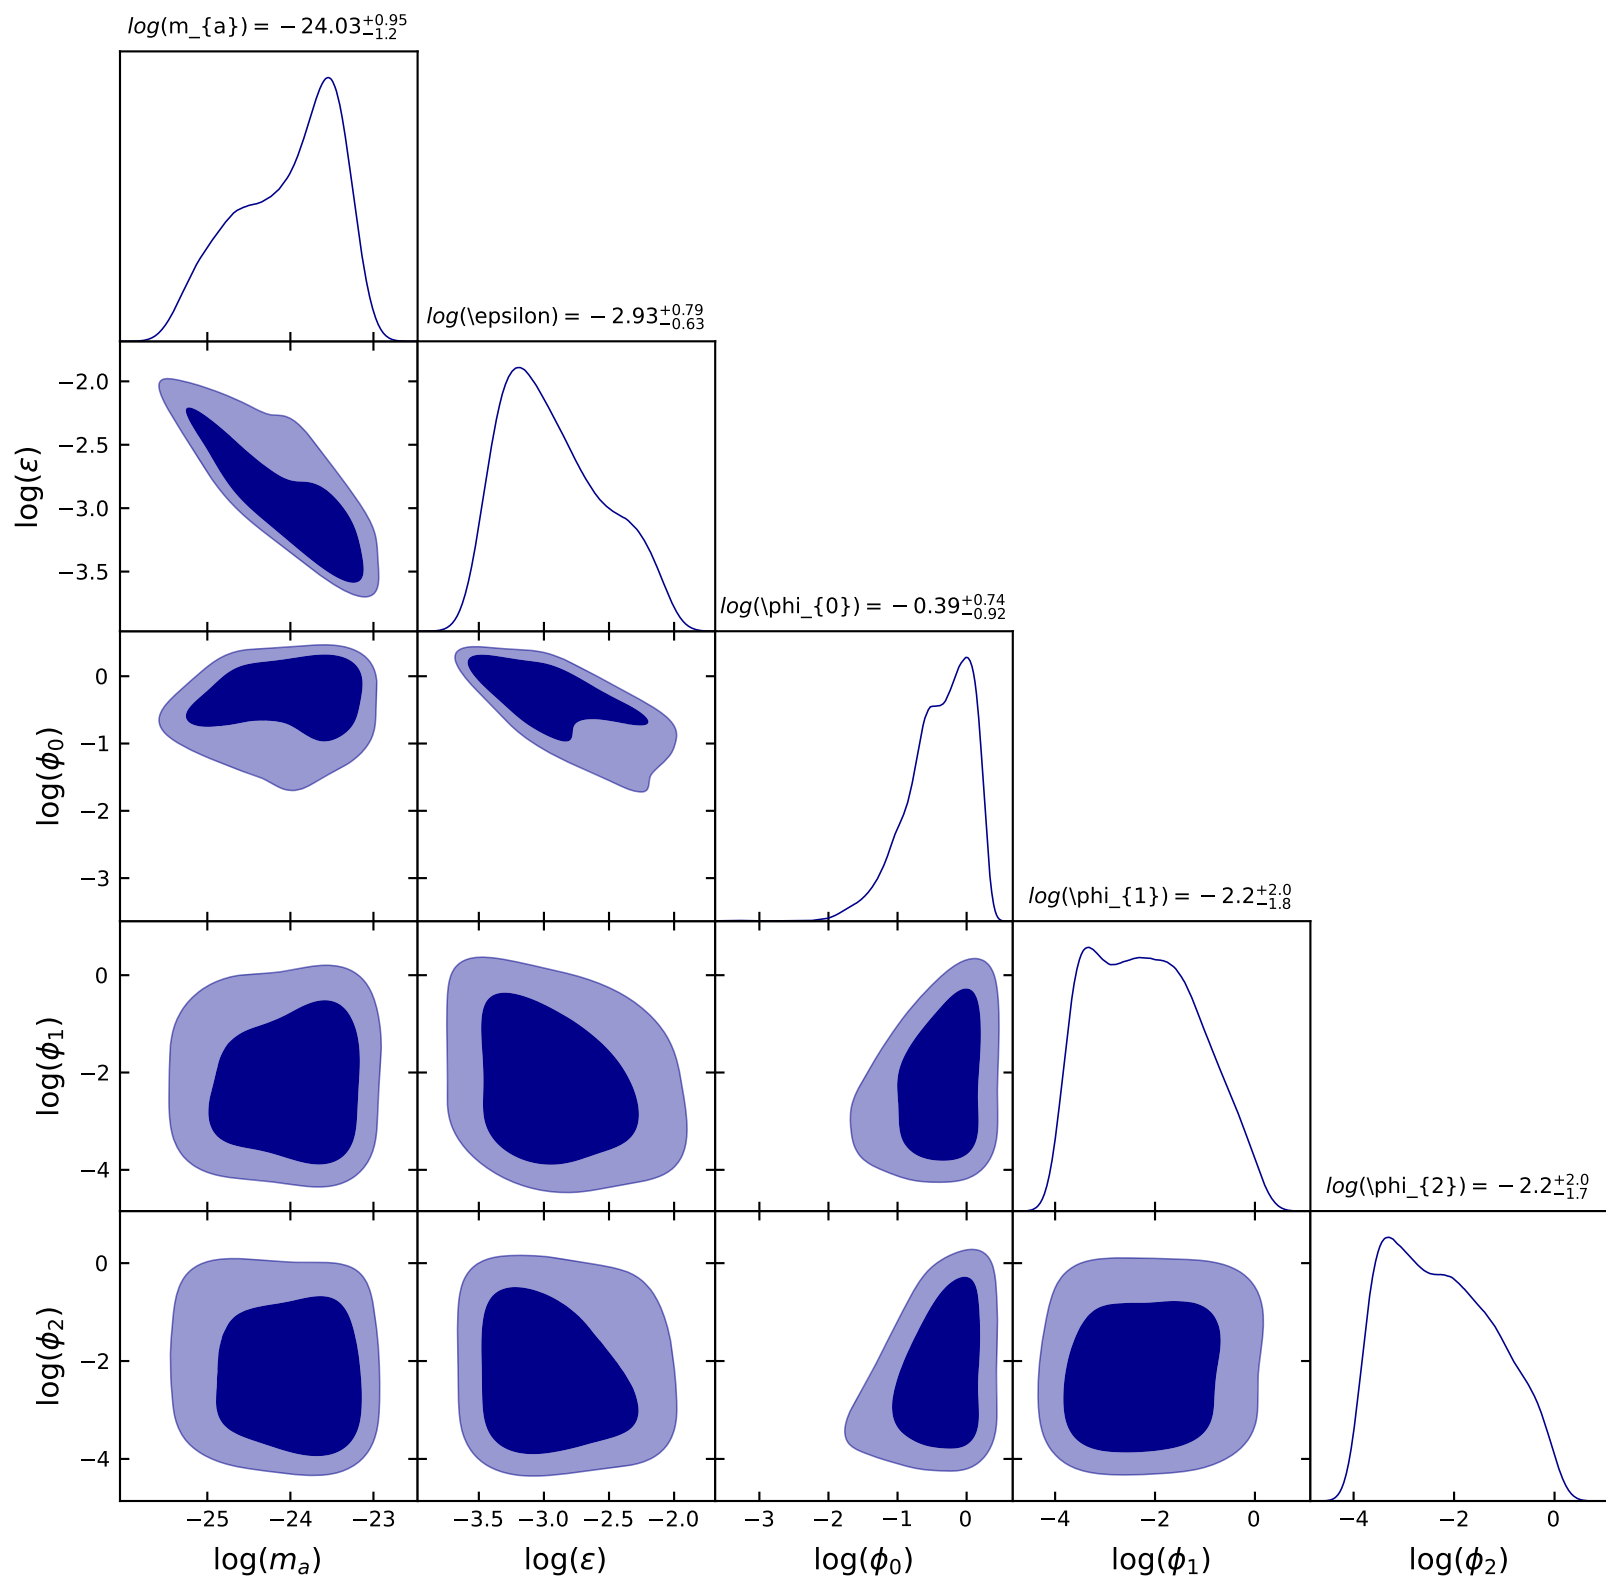 log(m_{a}) = −24.03^{+0.95}_{−1.2}
log(\epsilon) = −2.93^{+0.79}_{−0.63}
−2.0
−2.5
−3.0
−3.5
log(ε)
log(\phi_{0}) = −0.39^{+0.74}_{−0.92}
0
−1
−2
−3
log(ϕ₀)
log(\phi_{1}) = −2.2^{+2.0}_{−1.8}
0
−2
−4
log(ϕ₁)
log(\phi_{2}) = −2.2^{+2.0}_{−1.7}
0
−2
−4
log(ϕ₂)
−25 −24 −23 −3.5 −3.0 −2.5 −2.0 −3 −2 −1 0 −4 −2 0 −4 −2 0
log(mₐ) log(ε) log(ϕ₀) log(ϕ₁) log(ϕ₂)